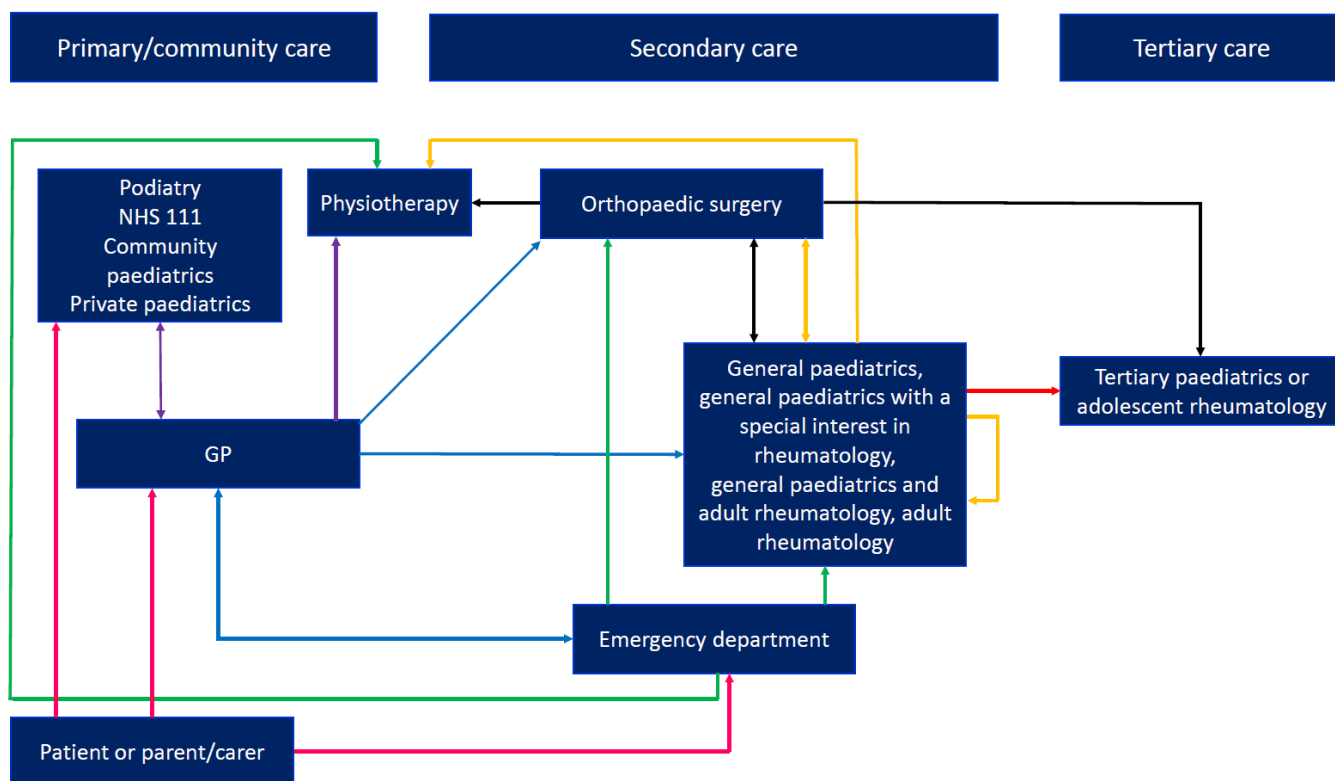 Primary/community care
Secondary care
Tertiary care
Podiatry
NHS 111
Community
paediatrics
Private paediatrics
Physiotherapy
Orthopaedic surgery
GP
General paediatrics,
general paediatrics with a
special interest in
rheumatology,
general paediatrics and
adult rheumatology, adult
rheumatology
Tertiary paediatrics or
adolescent rheumatology
Emergency department
Patient or parent/carer